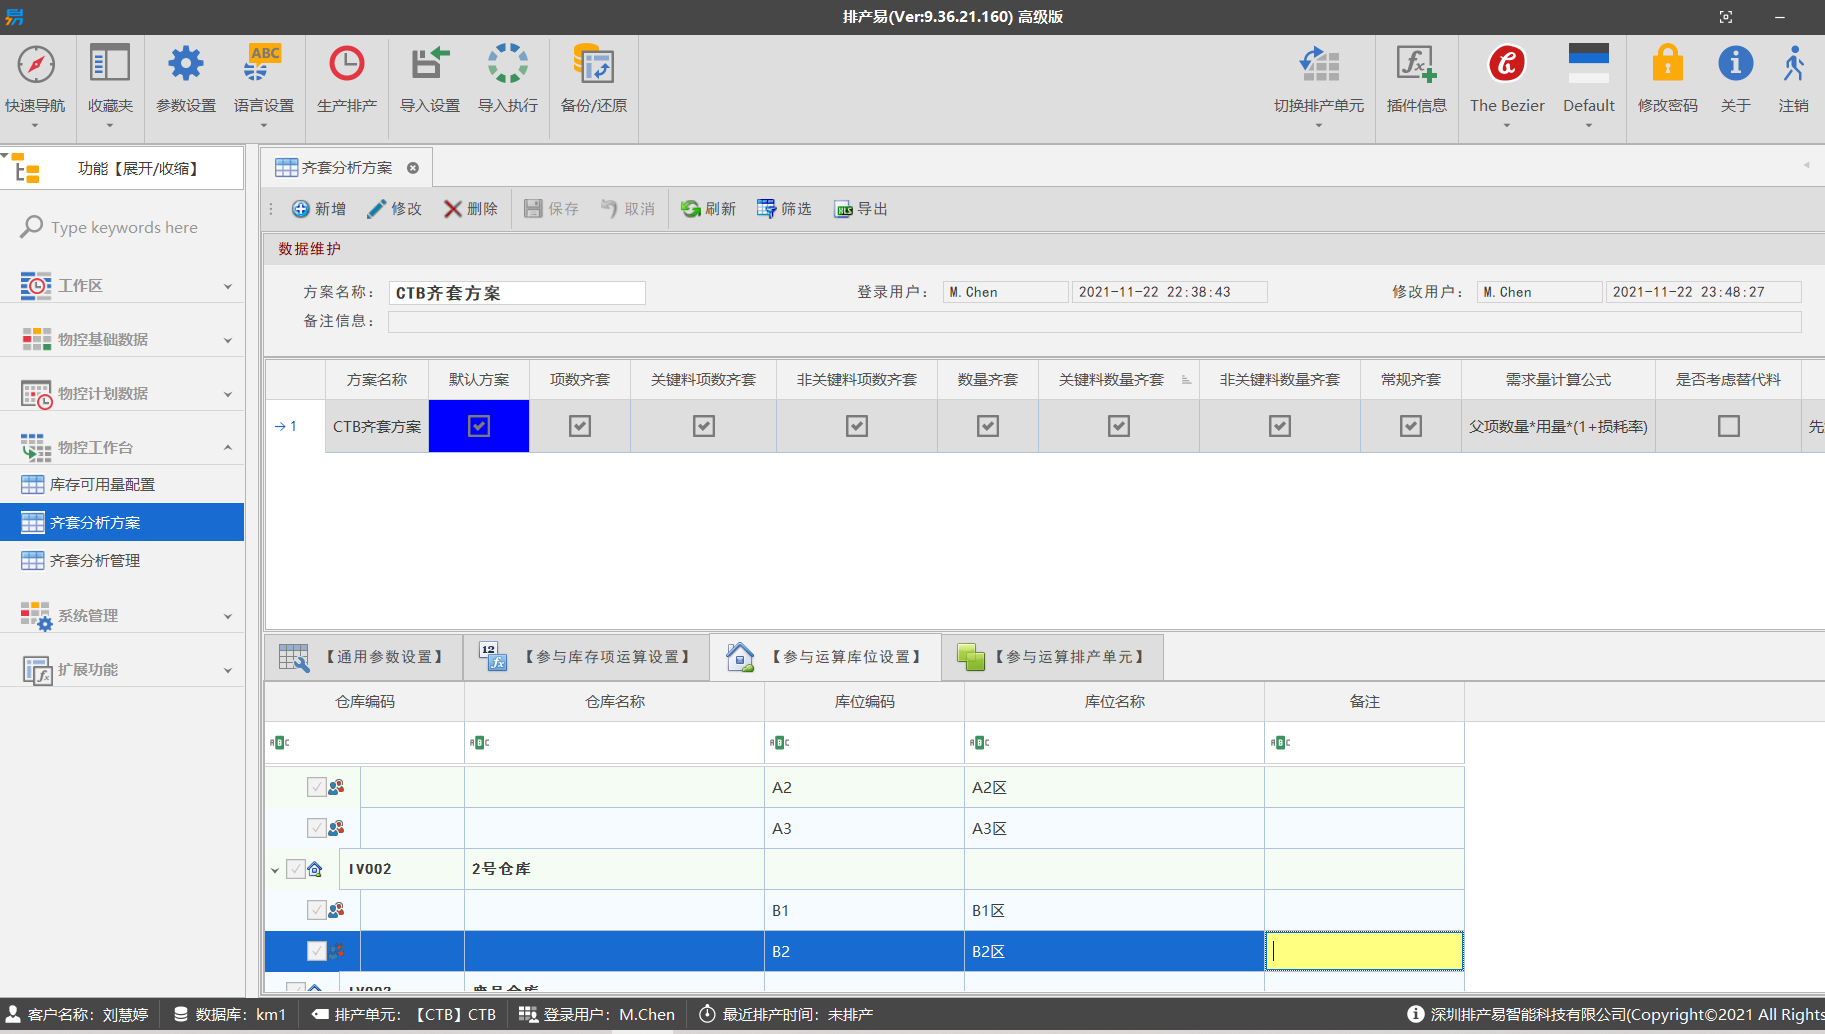 排产易(Ver:9.36.21.160) 高级版
快速导航
收藏夹
参数设置
ABC
语言设置
生产排产
导入设置
导入执行
备份/还原
切换排产单元
插件信息
The Bezier
Default
修改密码
关于
注销
功能【展开/收缩】
Type keywords here
工作区
物控基础数据
物控计划数据
物控工作台
库存可用量配置
齐套分析方案
齐套分析管理
系统管理
扩展功能
齐套分析方案
新增 修改 删除 保存 取消 刷新 筛选 导出
数据维护
方案名称： CTB齐套方案 登录用户： M.Chen 2021-11-22 22:38:43 修改用户： M.Chen 2021-11-22 23:48:27
备注信息：
方案名称 默认方案 项数齐套 关键料项数齐套 非关键料项数齐套 数量齐套 关键料数量齐套 非关键料数量齐套 常规齐套 需求量计算公式 是否考虑替代料
1 CTB齐套方案 父项数量*用量*(1+损耗率) 先
【通用参数设置】 【参与库存项运算设置】 【参与运算库位设置】 【参与运算排产单元】
仓库编码 仓库名称 库位编码 库位名称 备注
A2 A2区
A3 A3区
IV002 2号仓库
B1 B1区
B2 B2区
客户名称：刘慧婷 数据库：km1 排产单元：【CTB】CTB 登录用户：M.Chen 最近排产时间：未排产 深圳排产易智能科技有限公司(Copyright©2021 All Rights